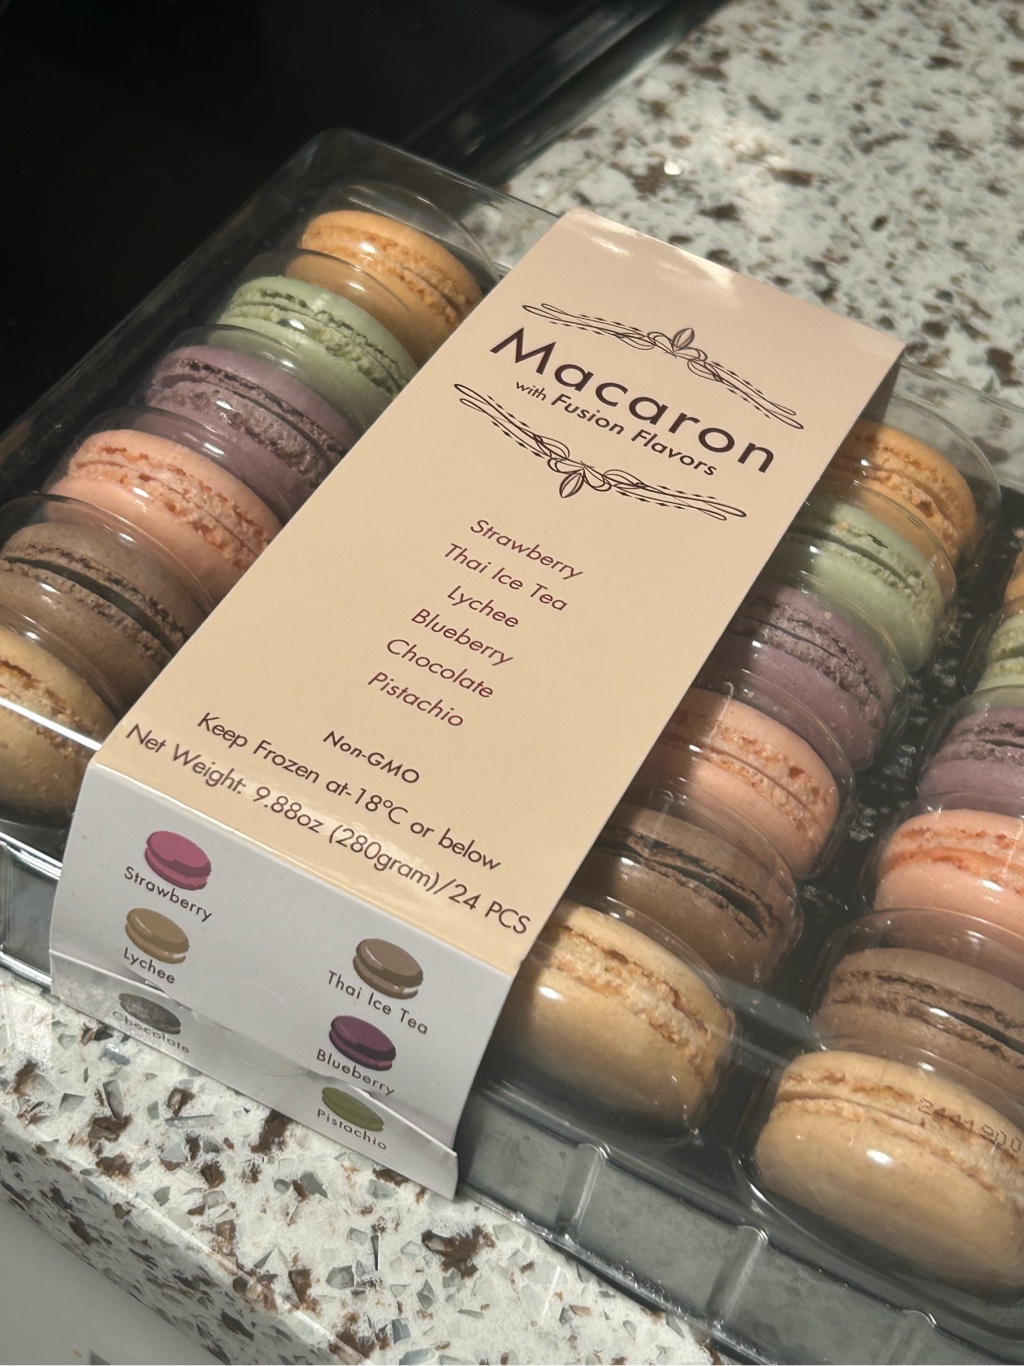 Macaron
with Fusion Flavors
Strawberry
Thai Ice Tea
Lychee
Blueberry
Chocolate
Pistachio
Non-GMO
Keep Frozen at-18°C or below
Net Weight: 9.88oz (280gram)/24 PCS
Strawberry
Thai Ice Tea
Lychee
Blueberry
Chocolate
Pistachio